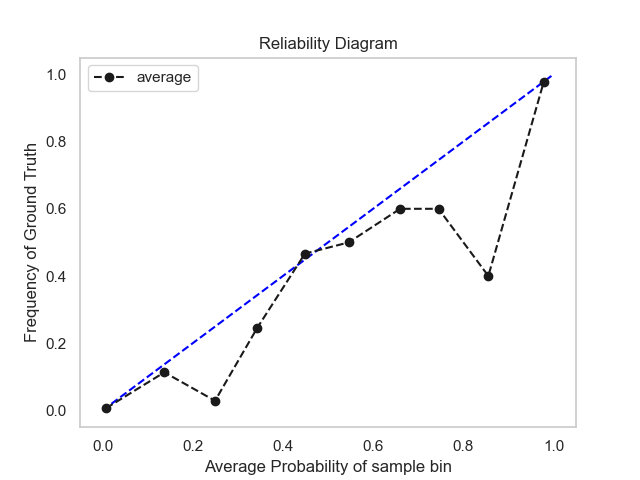 Reliability Diagram
average
Frequency of Ground Truth
1.0
0.8
0.6
0.4
0.2
0.0
0.0 0.2 0.4 0.6 0.8 1.0
Average Probability of sample bin